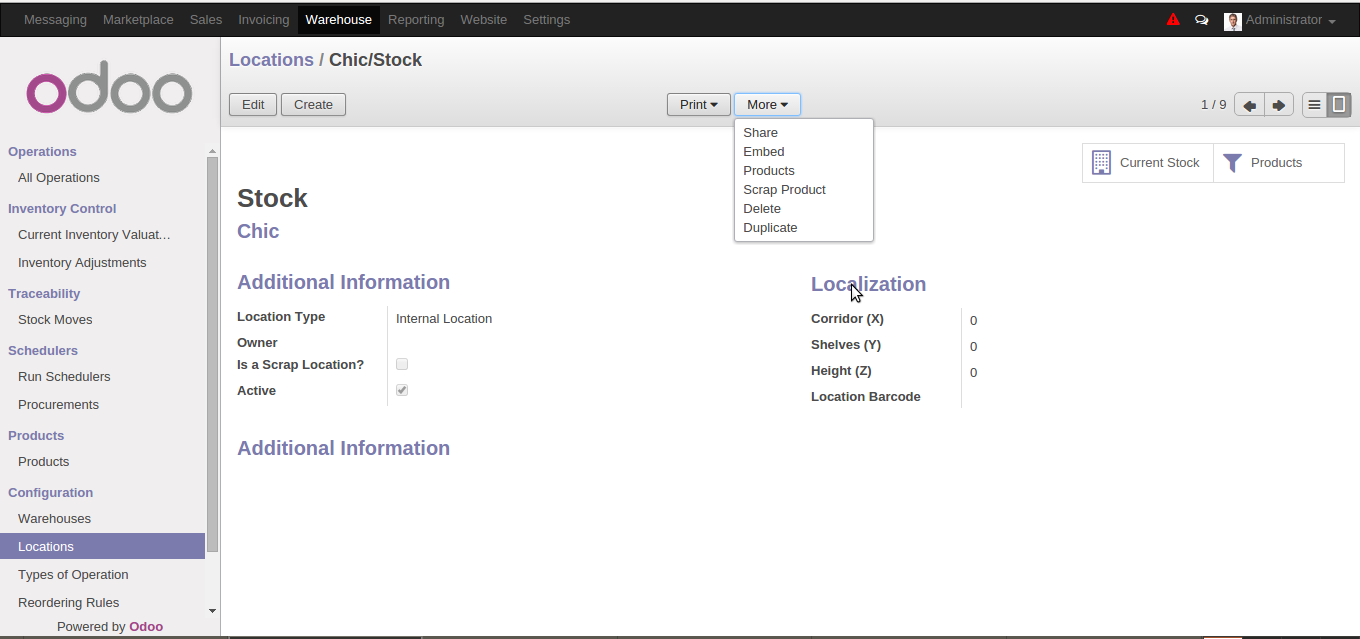 Messaging Marketplace Sales Invoicing Warehouse Reporting Website Settings Administrator
odoo
Operations
All Operations
Inventory Control
Current Inventory Valuat...
Inventory Adjustments
Traceability
Stock Moves
Schedulers
Run Schedulers
Procurements
Products
Products
Configuration
Warehouses
Locations
Types of Operation
Reordering Rules
Powered by Odoo
Locations / Chic/Stock
Edit Create Print More 1 / 9
Share
Embed
Products
Scrap Product
Delete
Duplicate
Current Stock Products
Stock
Chic
Additional Information
Location Type Internal Location
Owner
Is a Scrap Location?
Active
Localization
Corridor (X) 0
Shelves (Y) 0
Height (Z) 0
Location Barcode
Additional Information